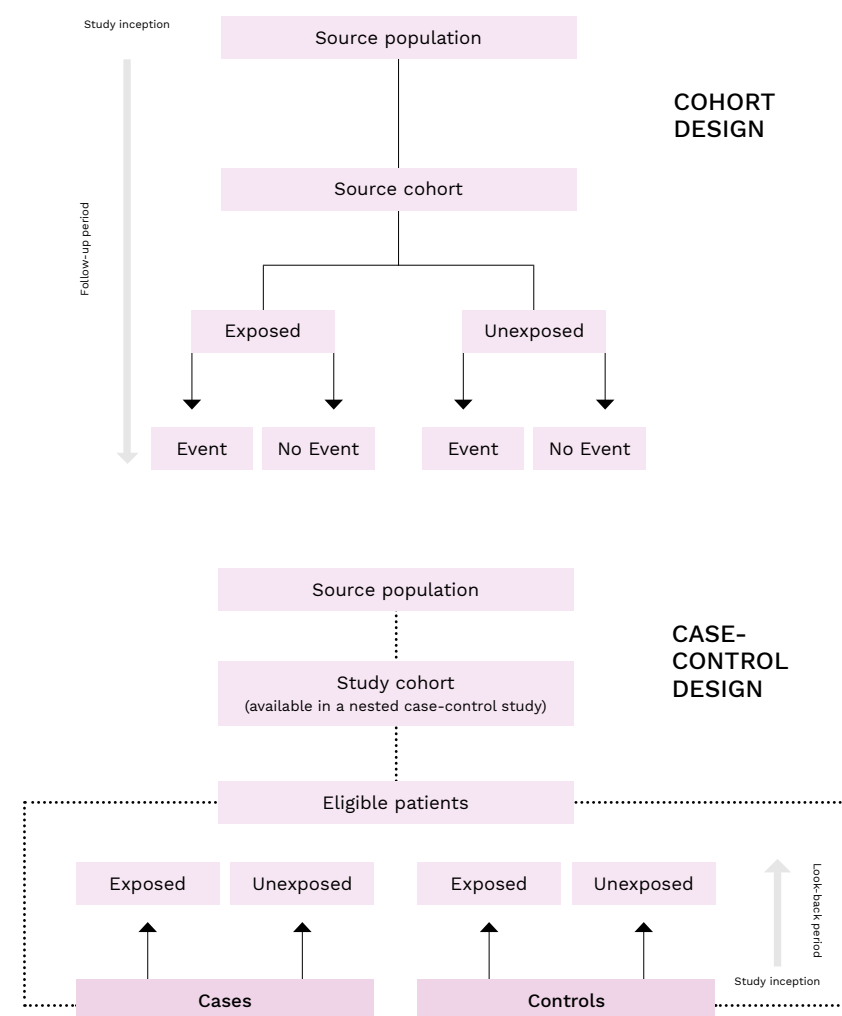 Study inception
Source population
COHORT
DESIGN
Source cohort
Follow-up period
Exposed
Unexposed
Event
No Event
Event
No Event
Source population
CASE-
CONTROL
DESIGN
Study cohort
(available in a nested case-control study)
Eligible patients
Exposed
Unexposed
Exposed
Unexposed
Look-back period
Study inception
Cases
Controls